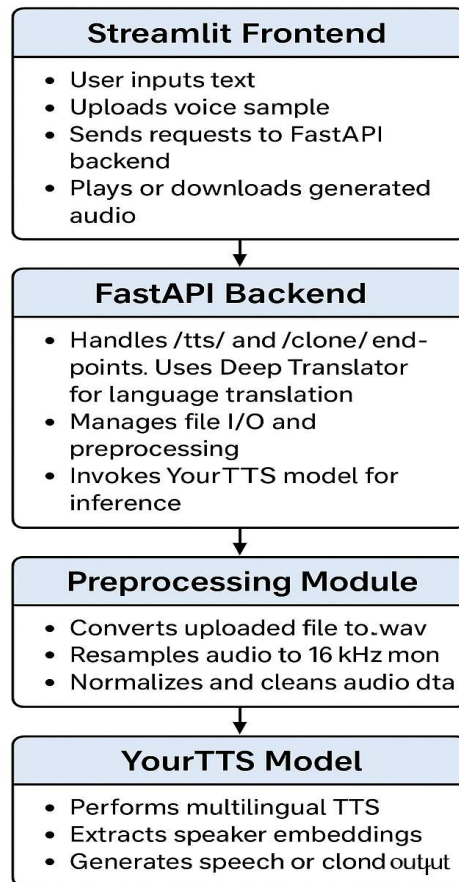 Streamlit Frontend
• User inputs text
• Uploads voice sample
• Sends requests to FastAPI
backend
• Plays or downloads generated
audio
FastAPI Backend
• Handles /tts/ and /clone/ end-
points. Uses Deep Translator
for language translation
• Manages file I/O and
preprocessing
• Invokes YourTTS model for
inference
Preprocessing Module
• Converts uploaded file to.wav
• Resamples audio to 16 kHz mon
• Normalizes and cleans audio dta
YourTTS Model
• Performs multilingual TTS
• Extracts speaker embeddings
• Generates speech or clond output